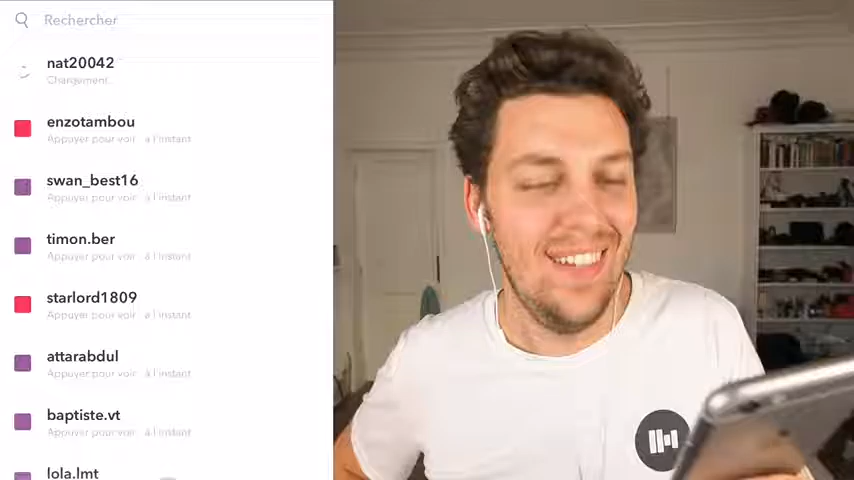 Rechercher
nat20042
Chargement...
enzotambou
Appuyer pour voir · à l'instant
swan_best16
Appuyer pour voir · à l'instant
timon.ber
Appuyer pour voir · à l'instant
starlord1809
Appuyer pour voir · à l'instant
attarabdul
Appuyer pour voir · à l'instant
baptiste.vt
Appuyer pour voir · à l'instant
lola.lmt